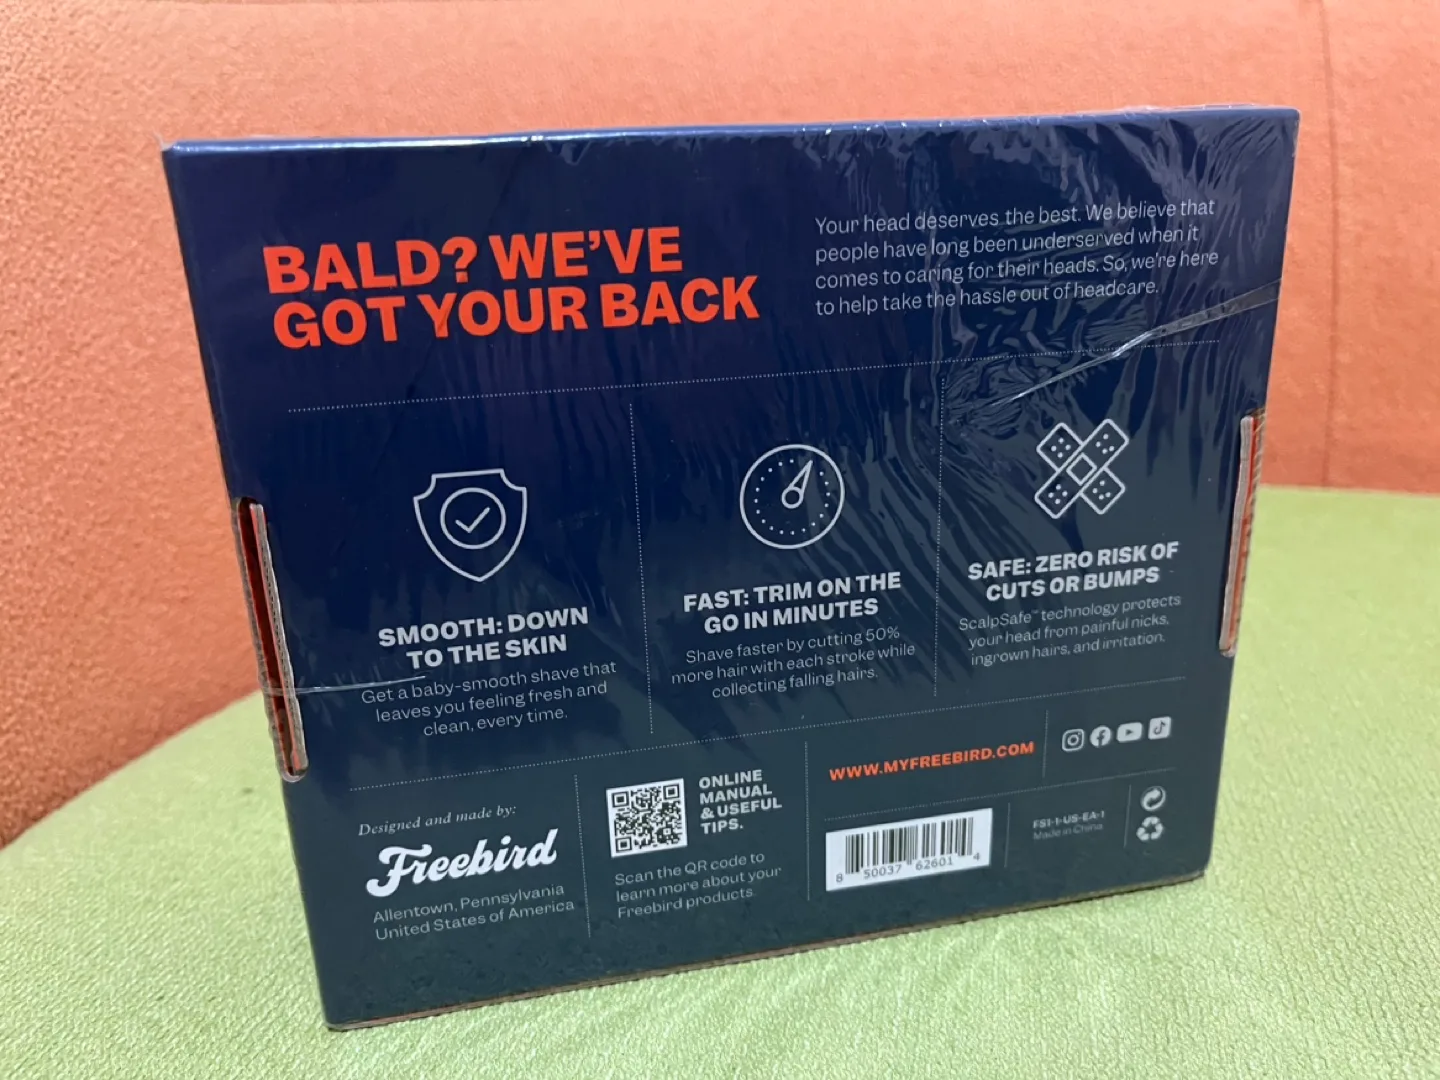 BALD? WE'VE
GOT YOUR BACK
Your head deserves the best. We believe that
people have long been underserved when it
comes to caring for their heads. So, we're here
to help take the hassle out of headcare.
SMOOTH: DOWN
TO THE SKIN
Get a baby-smooth shave that
leaves you feeling fresh and
clean, every time.
FAST: TRIM ON THE
GO IN MINUTES
Shave faster by cutting 50%
more hair with each stroke while
collecting falling hairs.
SAFE: ZERO RISK OF
CUTS OR BUMPS
ScalpSafe™ technology protects
your head from painful nicks,
ingrown hairs, and irritation.
Designed and made by:
Freebird
Allentown, Pennsylvania
United States of America
ONLINE
MANUAL
& USEFUL
TIPS.
Scan the QR code to
learn more about your
Freebird products.
WWW.MYFREEBIRD.COM
8 50037 62601 4
FS1-1-US-EA-1
Made in China